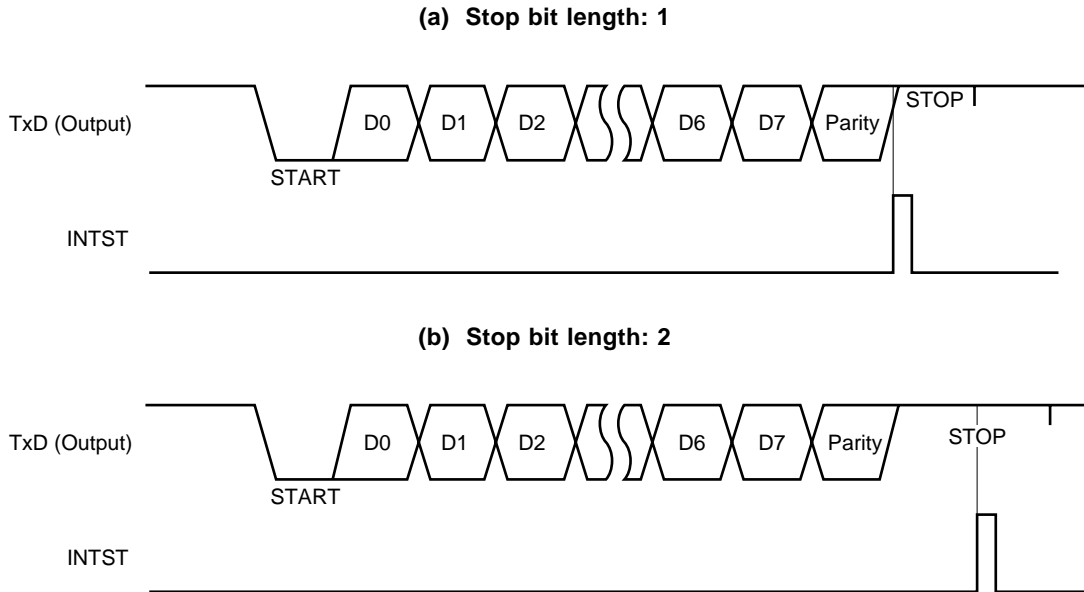 (a) Stop bit length: 1
TxD (Output)
D0 D1 D2 D6 D7 Parity STOP
START
INTST
(b) Stop bit length: 2
TxD (Output)
D0 D1 D2 D6 D7 Parity STOP
START
INTST